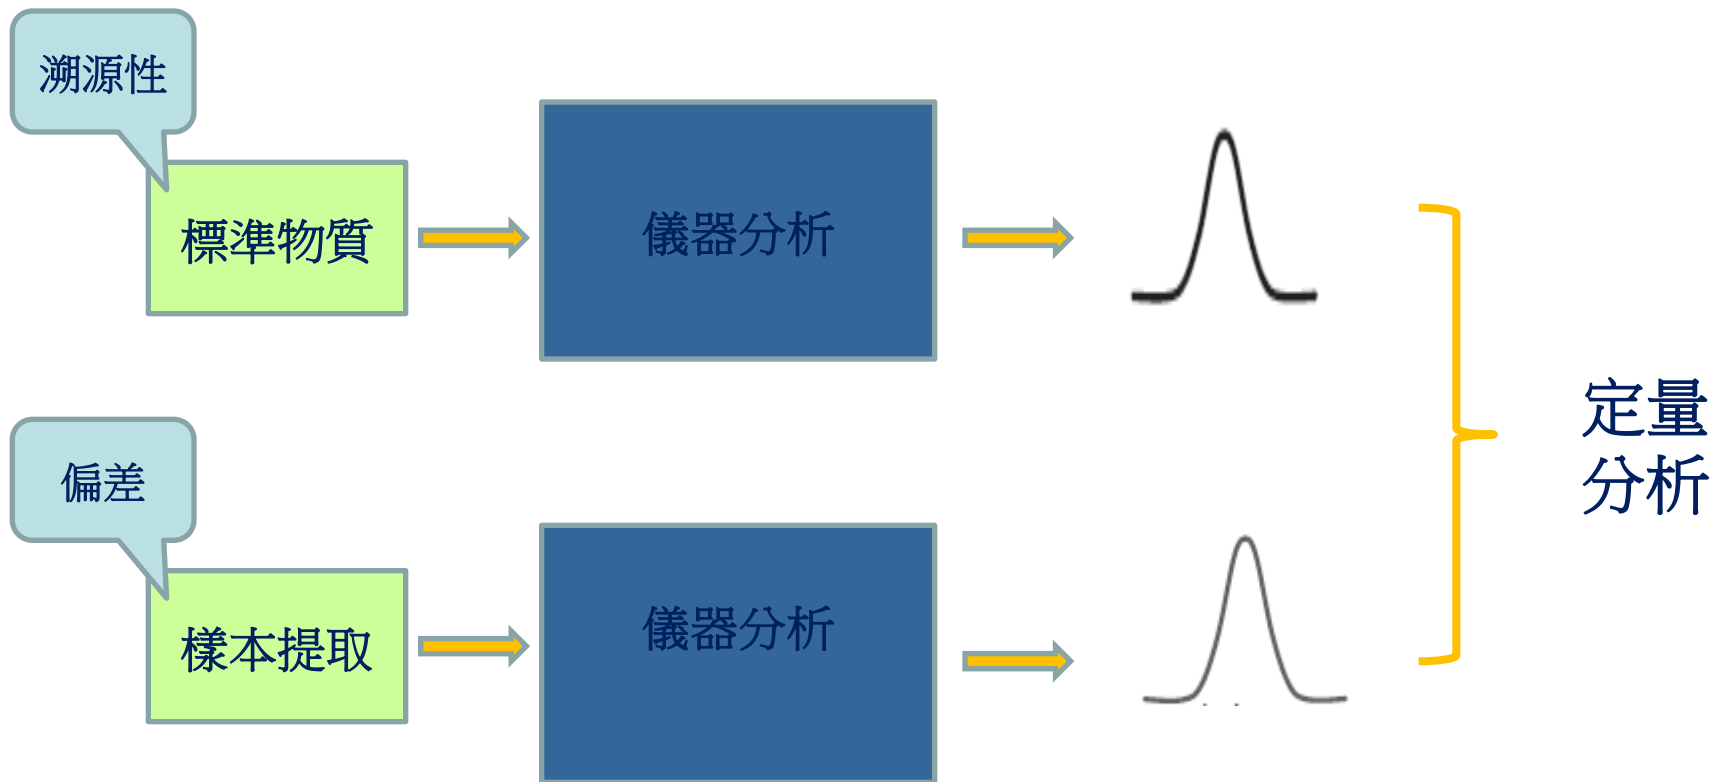 溯源性
標準物質
儀器分析
偏差
樣本提取
儀器分析
定量
分析